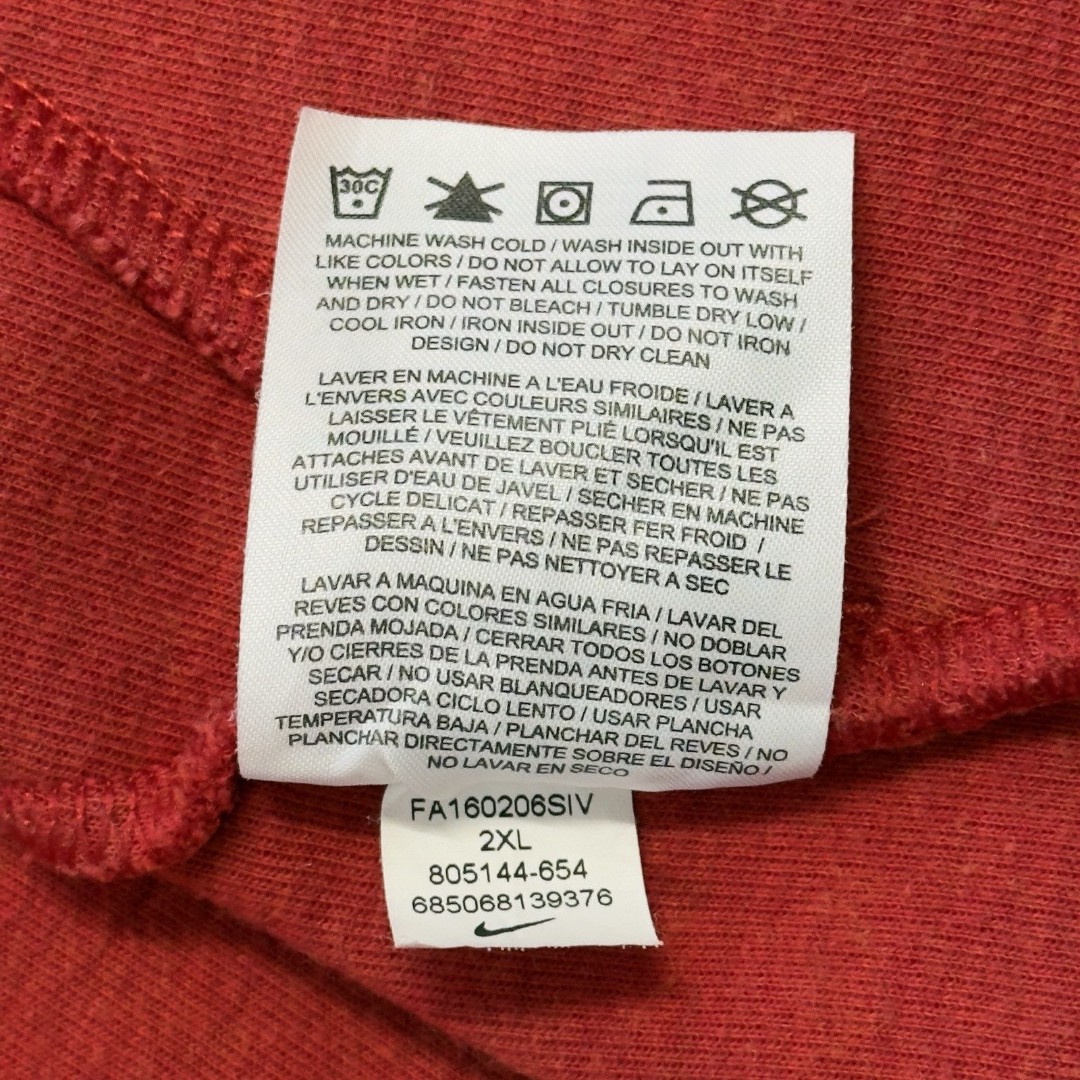 30C
MACHINE WASH COLD / WASH INSIDE OUT WITH
LIKE COLORS / DO NOT ALLOW TO LAY ON ITSELF
WHEN WET / FASTEN ALL CLOSURES TO WASH
AND DRY / DO NOT BLEACH / TUMBLE DRY LOW /
COOL IRON / IRON INSIDE OUT / DO NOT IRON
DESIGN / DO NOT DRY CLEAN
LAVER EN MACHINE A L'EAU FROIDE / LAVER A
L'ENVERS AVEC COULEURS SIMILAIRES / NE PAS
LAISSER LE VÊTEMENT PLIÉ LORSQU'IL EST
MOUILLÉ / VEUILLEZ BOUCLER TOUTES LES
ATTACHES AVANT DE LAVER ET SECHER / NE PAS
UTILISER D'EAU DE JAVEL / SECHER EN MACHINE
CYCLE DELICAT / REPASSER FER FROID /
REPASSER A L'ENVERS / NE PAS REPASSER LE
DESSIN / NE PAS NETTOYER A SEC
LAVAR A MAQUINA EN AGUA FRIA / LAVAR DEL
REVES CON COLORES SIMILARES / NO DOBLAR
PRENDA MOJADA / CERRAR TODOS LOS BOTONES
Y/O CIERRES DE LA PRENDA ANTES DE LAVAR Y
SECAR / NO USAR BLANQUEADORES / USAR
SECADORA CICLO LENTO / USAR PLANCHA
TEMPERATURA BAJA / PLANCHAR DEL REVES / NO
PLANCHAR DIRECTAMENTE SOBRE EL DISEÑO /
NO LAVAR EN SECO
FA160206SIV
2XL
805144-654
685068139376